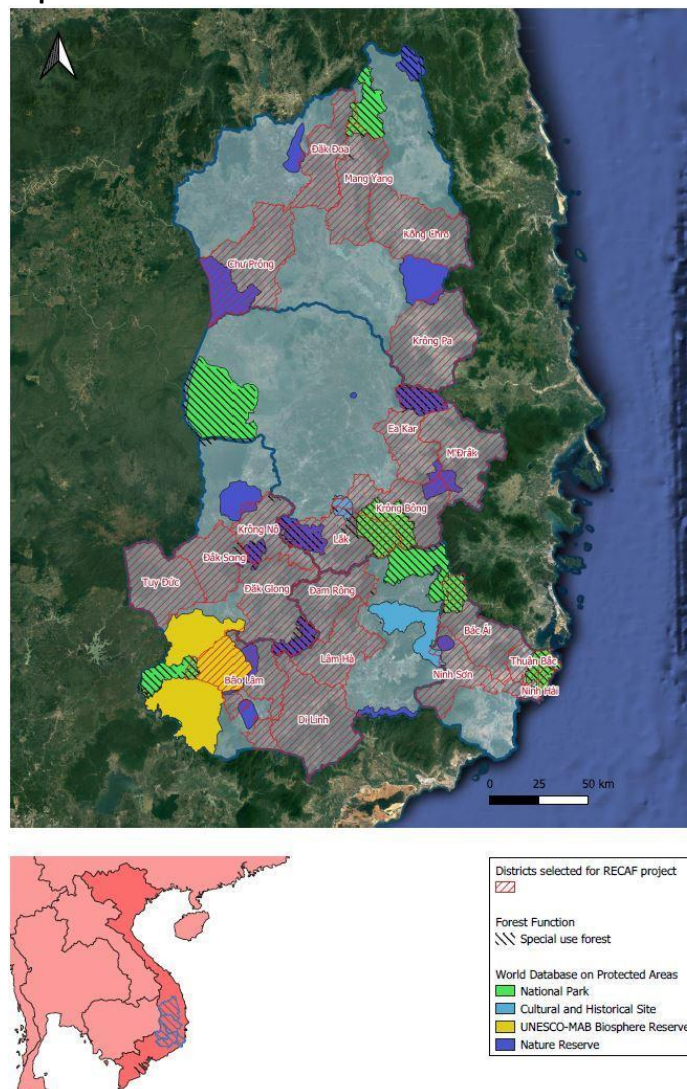 Đăk Đoa
Mang Yang
Kông Chro
Chư Prông
Krông Pa
Ea Kar
M'Đrăk
Krông Bông
Krông Nô
Lắk
Đăk Song
Tuy Đức
Đăk Glong
Đam Rông
Bác Ái
Thuận Bắc
Lâm Hà
Ninh Sơn
Ninh Hải
Bảo Lâm
Di Linh
0 25 50 km
Districts selected for RECAF project
Forest Function
Special use forest
World Database on Protected Areas
National Park
Cultural and Historical Site
UNESCO-MAB Biosphere Reserve
Nature Reserve